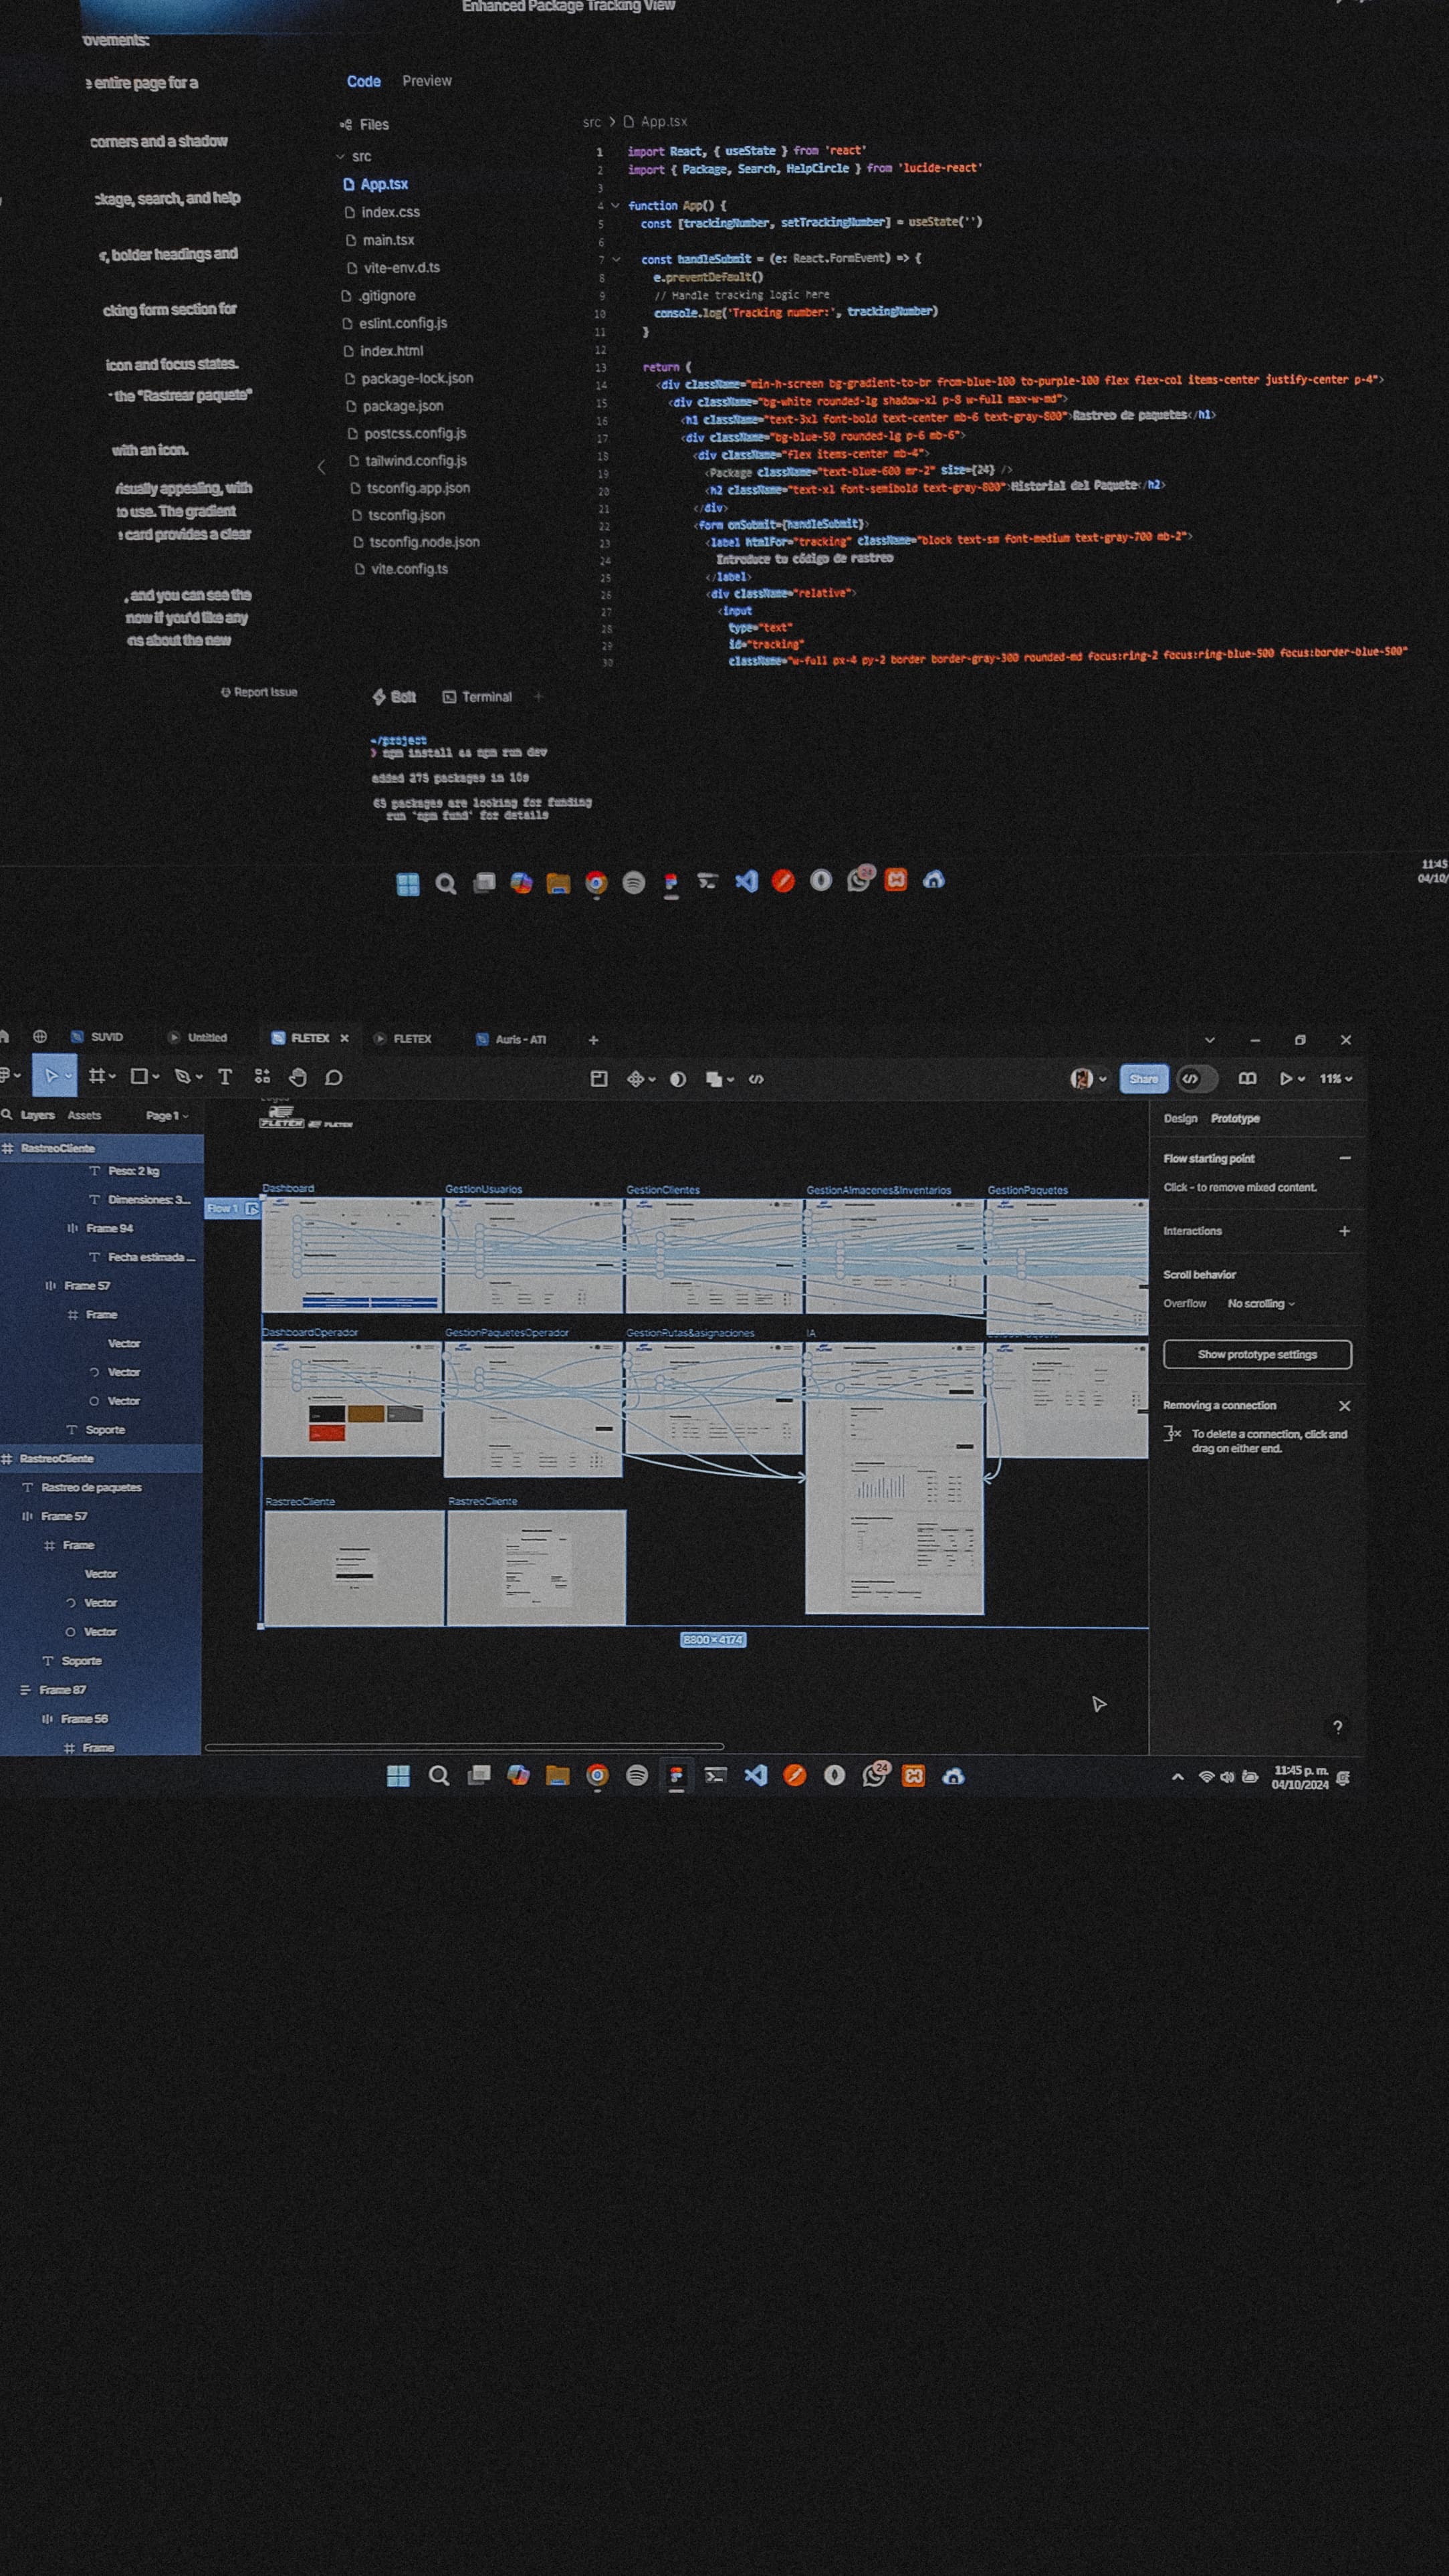 Enhanced Package Tracking View
ovements:
e entire page for a
corners and a shadow
ckage, search, and help
r, bolder headings and
cking form section for
icon and focus states.
the "Rastrear paquete"
with an icon.
visually appealing, with
to use. The gradient
card provides a clear
, and you can see the
now if you'd like any
ns about the new
Report Issue
Code Preview
Files
src
App.tsx
index.css
main.tsx
vite-env.d.ts
.gitignore
eslint.config.js
index.html
package-lock.json
package.json
postcss.config.js
tailwind.config.js
tsconfig.app.json
tsconfig.json
tsconfig.node.json
vite.config.ts
src > App.tsx
1 import React, { useState } from 'react'
2 import { Package, Search, HelpCircle } from 'lucide-react'
3
4 function App() {
5 const [trackingNumber, setTrackingNumber] = useState('')
6
7 const handleSubmit = (e: React.FormEvent) => {
8 e.preventDefault()
9 // Handle tracking logic here
10 console.log('Tracking number:', trackingNumber)
11 }
12
13 return (
14 <div className="min-h-screen bg-gradient-to-br from-blue-100 to-purple-100 flex flex-col items-center justify-center p-4">
15 <div className="bg-white rounded-lg shadow-xl p-8 w-full max-w-md">
16 <h1 className="text-3xl font-bold text-center mb-6 text-gray-800">Rastreo de paquetes</h1>
17 <div className="bg-blue-50 rounded-lg p-6 mb-6">
18 <div className="flex items-center mb-4">
19 <Package className="text-blue-600 mr-2" size={24} />
20 <h2 className="text-xl font-semibold text-gray-800">Historial del Paquete</h2>
21 </div>
22 <form onSubmit={handleSubmit}>
23 <label htmlFor="tracking" className="block text-sm font-medium text-gray-700 mb-2">
24 Introduce tu código de rastreo
25 </label>
26 <div className="relative">
27 <input
28 type="text"
29 id="tracking"
30 className="w-full px-4 py-2 border border-gray-300 rounded-md focus:ring-2 focus:ring-blue-500 focus:border-blue-500"
Bolt Terminal +
~/project
❯ npm install && npm run dev
added 275 packages in 10s
65 packages are looking for funding
run `npm fund` for details
24
11:45
04/10/
SUVID Untitled FLETEX FLETEX Auris - ATI +
Share 11%
Layers Assets Page 1
RastreoCliente
Peso: 2 kg
Dimensiones: 3...
Frame 94
Fecha estimada ...
Frame 57
Frame
Vector
Vector
Vector
Soporte
RastreoCliente
Rastreo de paquetes
Frame 57
Frame
Vector
Vector
Vector
Soporte
Frame 87
Frame 56
Frame
FLETEX FLETEX
Flow 1
Dashboard GestionUsuarios GestionClientes GestionAlmacenes&Inventarios GestionPaquetes
DashboardOperador GestionPaquetesOperador GestionRutas&asignaciones IA
RastreoCliente RastreoCliente
8800 × 4174
Design Prototype
Flow starting point
Click - to remove mixed content.
Interactions
Scroll behavior
Overflow No scrolling
Show prototype settings
Removing a connection
To delete a connection, click and
drag on either end.
?
24
11:45 p. m.
04/10/2024